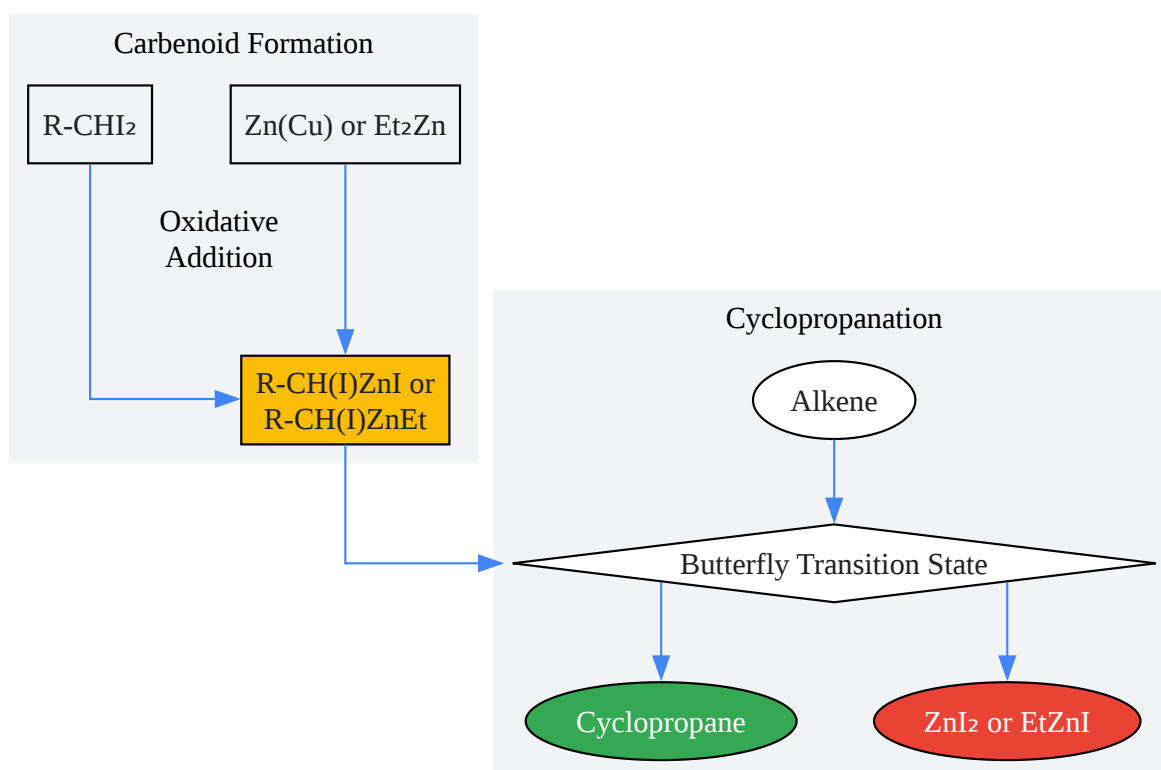 Carbenoid Formation
R-CHI₂
Zn(Cu) or Et₂Zn
Oxidative
Addition
R-CH(I)ZnI or
R-CH(I)ZnEt
Cyclopropanation
Alkene
Butterfly Transition State
Cyclopropane
ZnI₂ or EtZnI